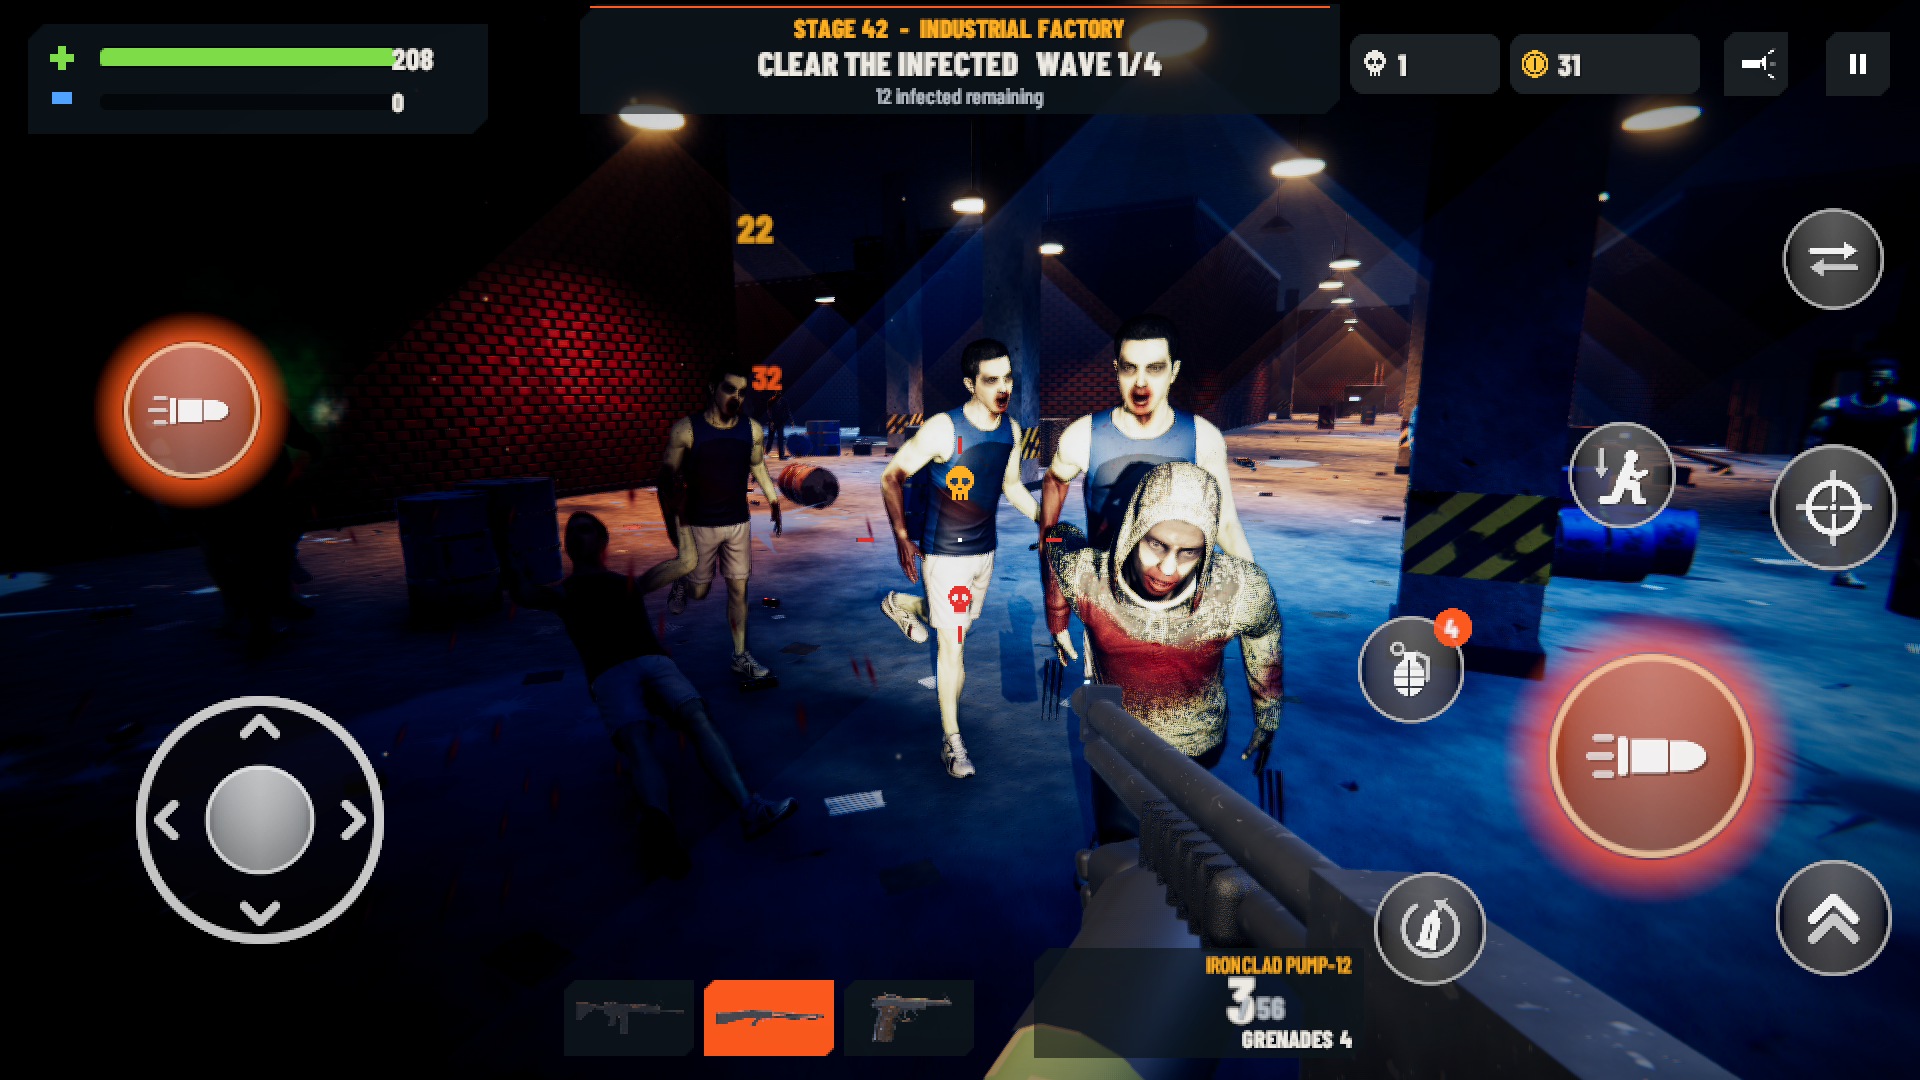 208
0
STAGE 42 - INDUSTRIAL FACTORY
CLEAR THE INFECTED WAVE 1/4
12 infected remaining
1
31
22
32
4
IRONCLAD PUMP-12
3 56
GRENADES 4